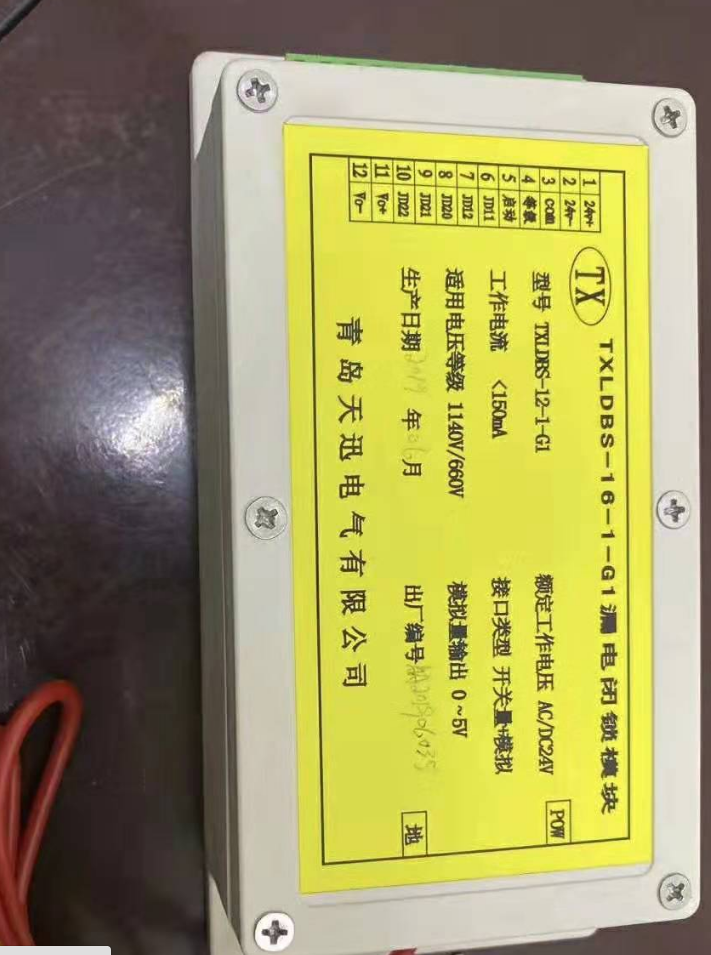 TXLDBS-16-1-G1漏电闭锁模块
TX
型号 TXLDBS-12-1-G1 额定工作电压 AC/DC24V
工作电流 <150mA 接口类型 开关量+模拟
适用电压等级 1140V/660V 模拟量输出 0~5V
生产日期 年 月 出厂编号
青岛天迅电气有限公司
POW
地
1 24v+
2 24v-
3 COM
4 等级
5 启动
6 JD11
7 JD12
8 JD20
9 JD21
10 JD22
11 Vo+
12 Vo-